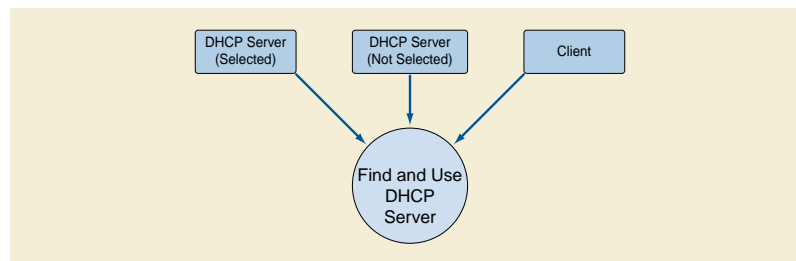 DHCP Server
(Selected)
DHCP Server
(Not Selected)
Client
Find and Use
DHCP
Server